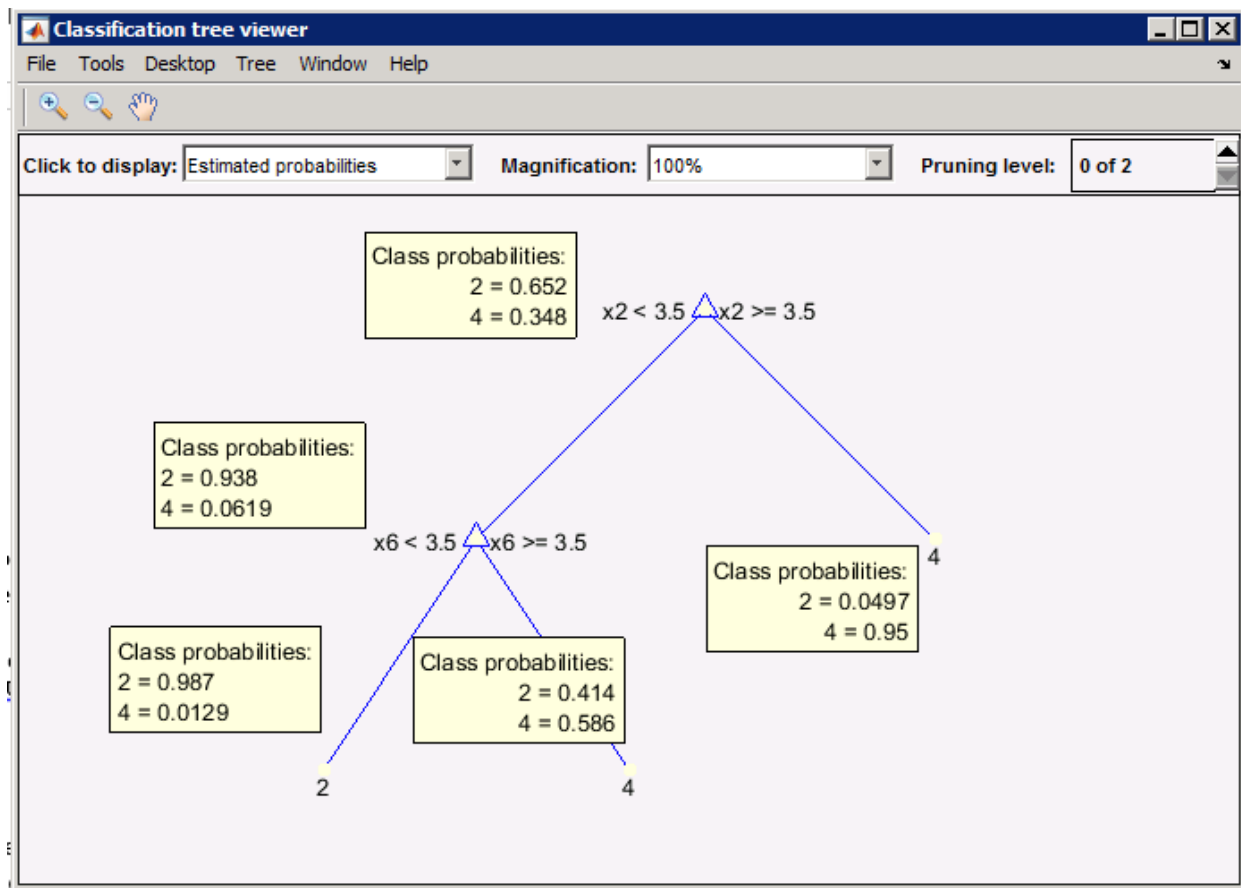 Classification tree viewer
File Tools Desktop Tree Window Help
Click to display: Estimated probabilities Magnification: 100% Pruning level: 0 of 2
Class probabilities:
2 = 0.652
4 = 0.348
x2 < 3.5 x2 >= 3.5
Class probabilities:
2 = 0.938
4 = 0.0619
x6 < 3.5 x6 >= 3.5
4
Class probabilities:
2 = 0.0497
4 = 0.95
Class probabilities:
2 = 0.987
4 = 0.0129
Class probabilities:
2 = 0.414
4 = 0.586
2 4